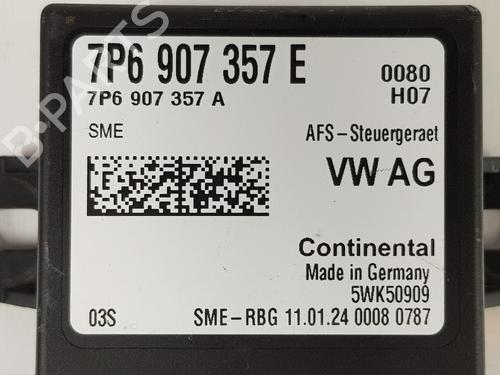 7P6 907 357 E
0080
7P6 907 357 A
H07
SME
AFS-Steuergeraet
VW AG
Continental
Made in Germany
5WK50909
03S
SME-RBG 11.01.24 0008 0787
B-PARTS